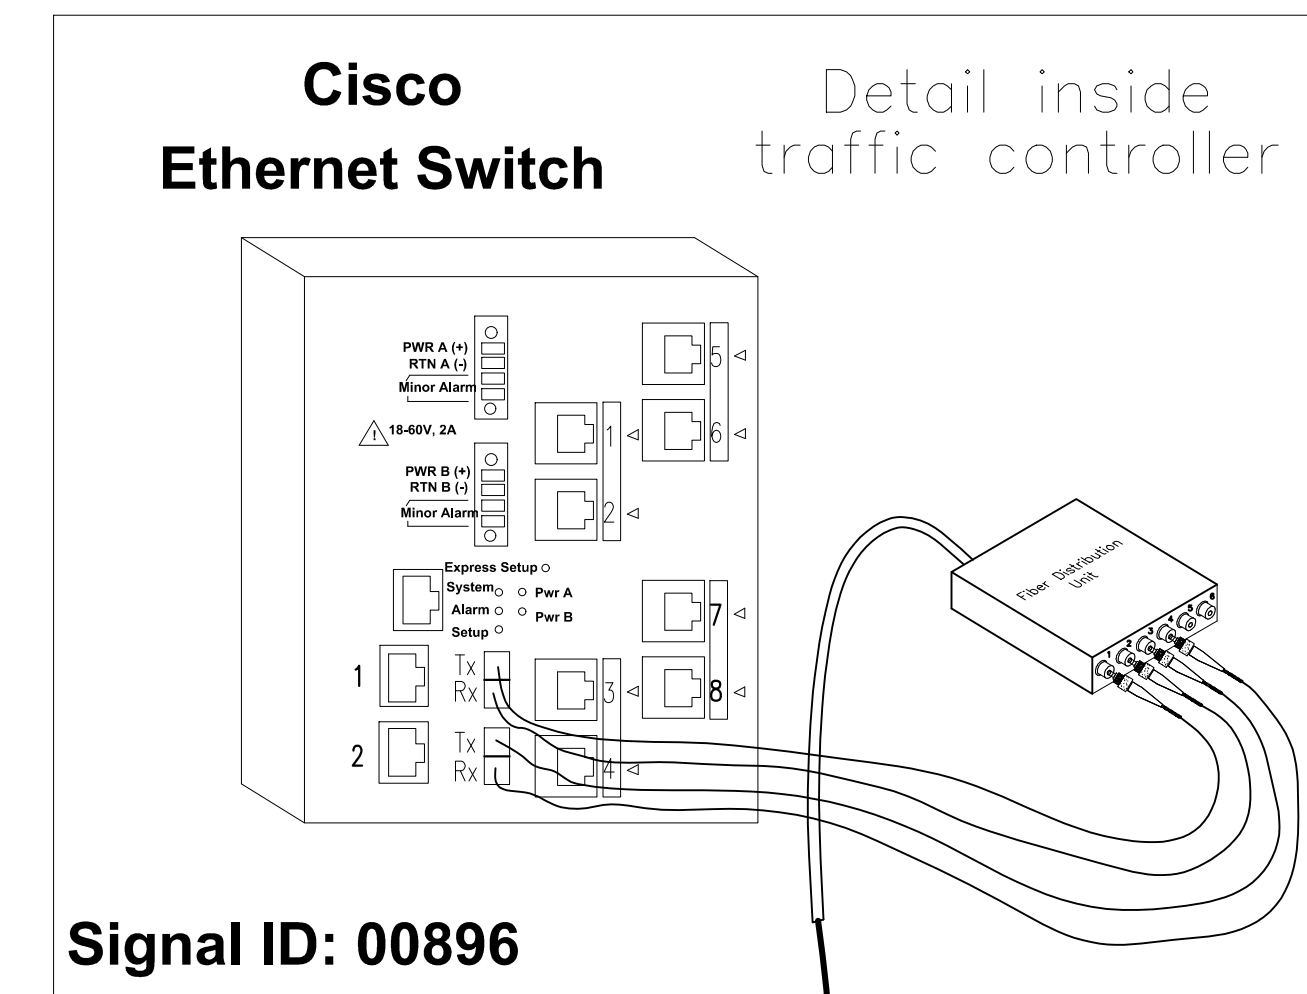 Cisco
Ethernet Switch
Detail inside
traffic controller
PWR A (+)
RTN A (-)
Minor Alarm
! 18-60V, 2A
PWR B (+)
RTN B (-)
Minor Alarm
Express Setup
System
Pwr A
Alarm
Pwr B
Setup
1
Tx
Rx
2
Tx
Rx
1
2
3
4
5
6
7
8
Fiber Distribution
Unit
1 2 3 4 5 6
Signal ID: 00896